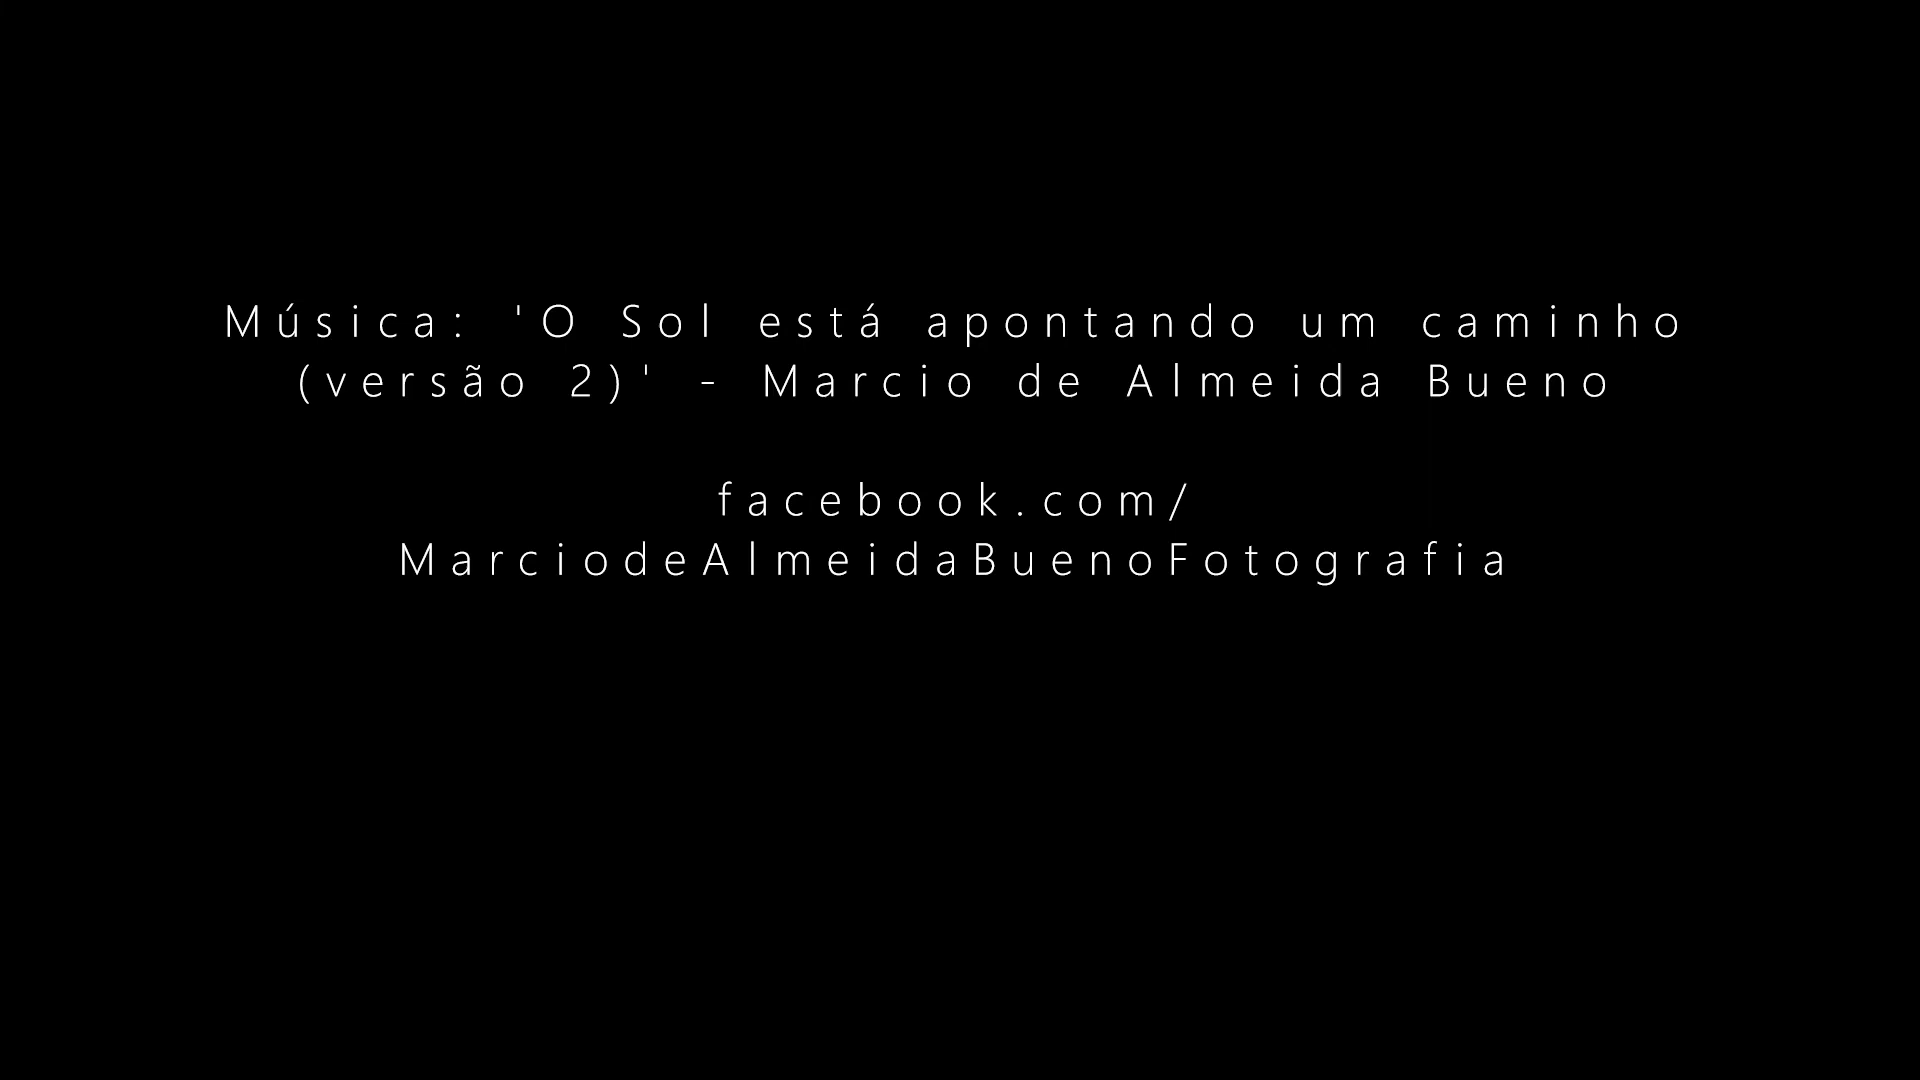 Música: 'O Sol está apontando um caminho
(versão 2)' - Marcio de Almeida Bueno
facebook.com/
MarciodeAlmeidaBuenoFotografia